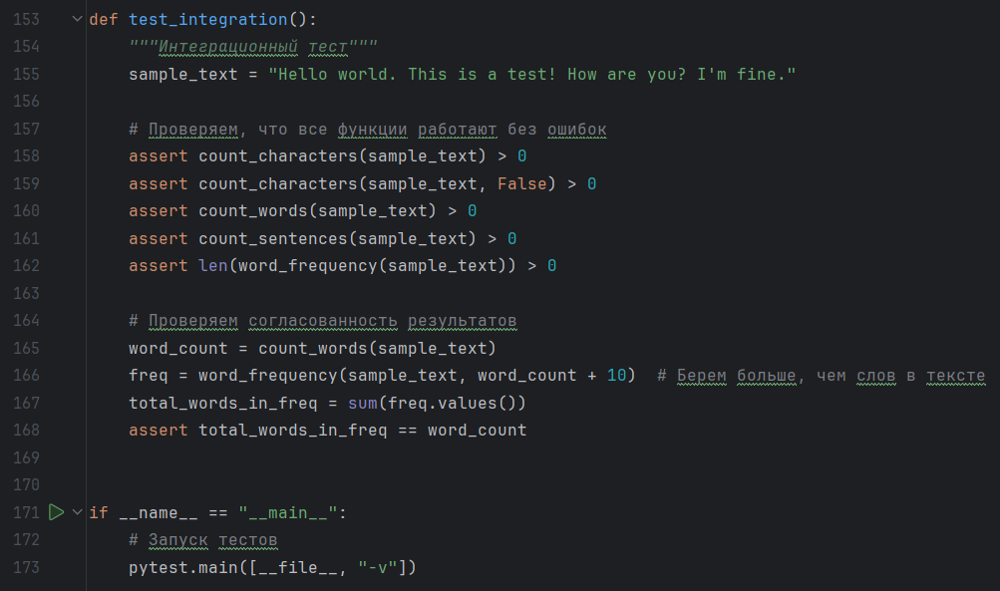 153 def test_integration():
154 """Интеграционный тест"""
155 sample_text = "Hello world. This is a test! How are you? I'm fine."
156
157 # Проверяем, что все функции работают без ошибок
158 assert count_characters(sample_text) > 0
159 assert count_characters(sample_text, False) > 0
160 assert count_words(sample_text) > 0
161 assert count_sentences(sample_text) > 0
162 assert len(word_frequency(sample_text)) > 0
163
164 # Проверяем согласованность результатов
165 word_count = count_words(sample_text)
166 freq = word_frequency(sample_text, word_count + 10)  # Берем больше, чем слов в тексте
167 total_words_in_freq = sum(freq.values())
168 assert total_words_in_freq == word_count
169
170
171 if __name__ == "__main__":
172 # Запуск тестов
173 pytest.main([__file__, "-v"])